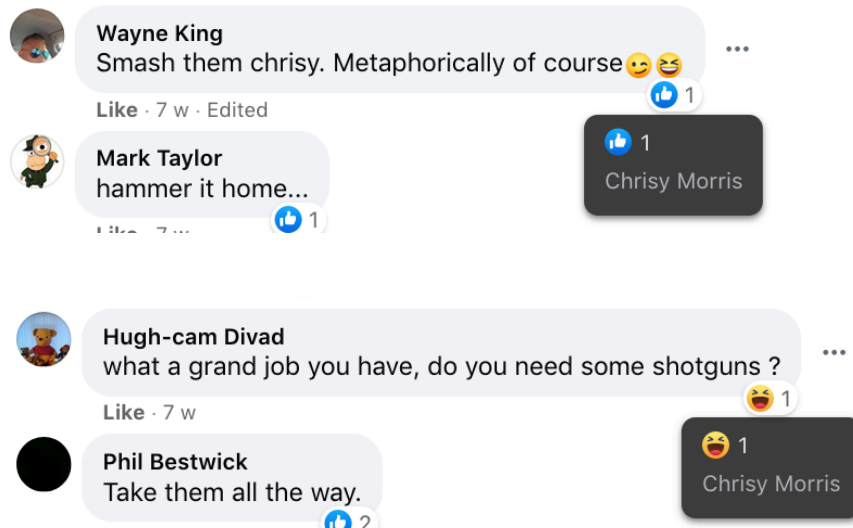 Wayne King
Smash them chrisy. Metaphorically of course😉😆
1
Like · 7 w · Edited
1
Chrisy Morris
Mark Taylor
hammer it home...
1
Like · 7 w
Hugh-cam Divad
what a grand job you have, do you need some shotguns ?
1
Like · 7 w
1
Chrisy Morris
Phil Bestwick
Take them all the way.
2